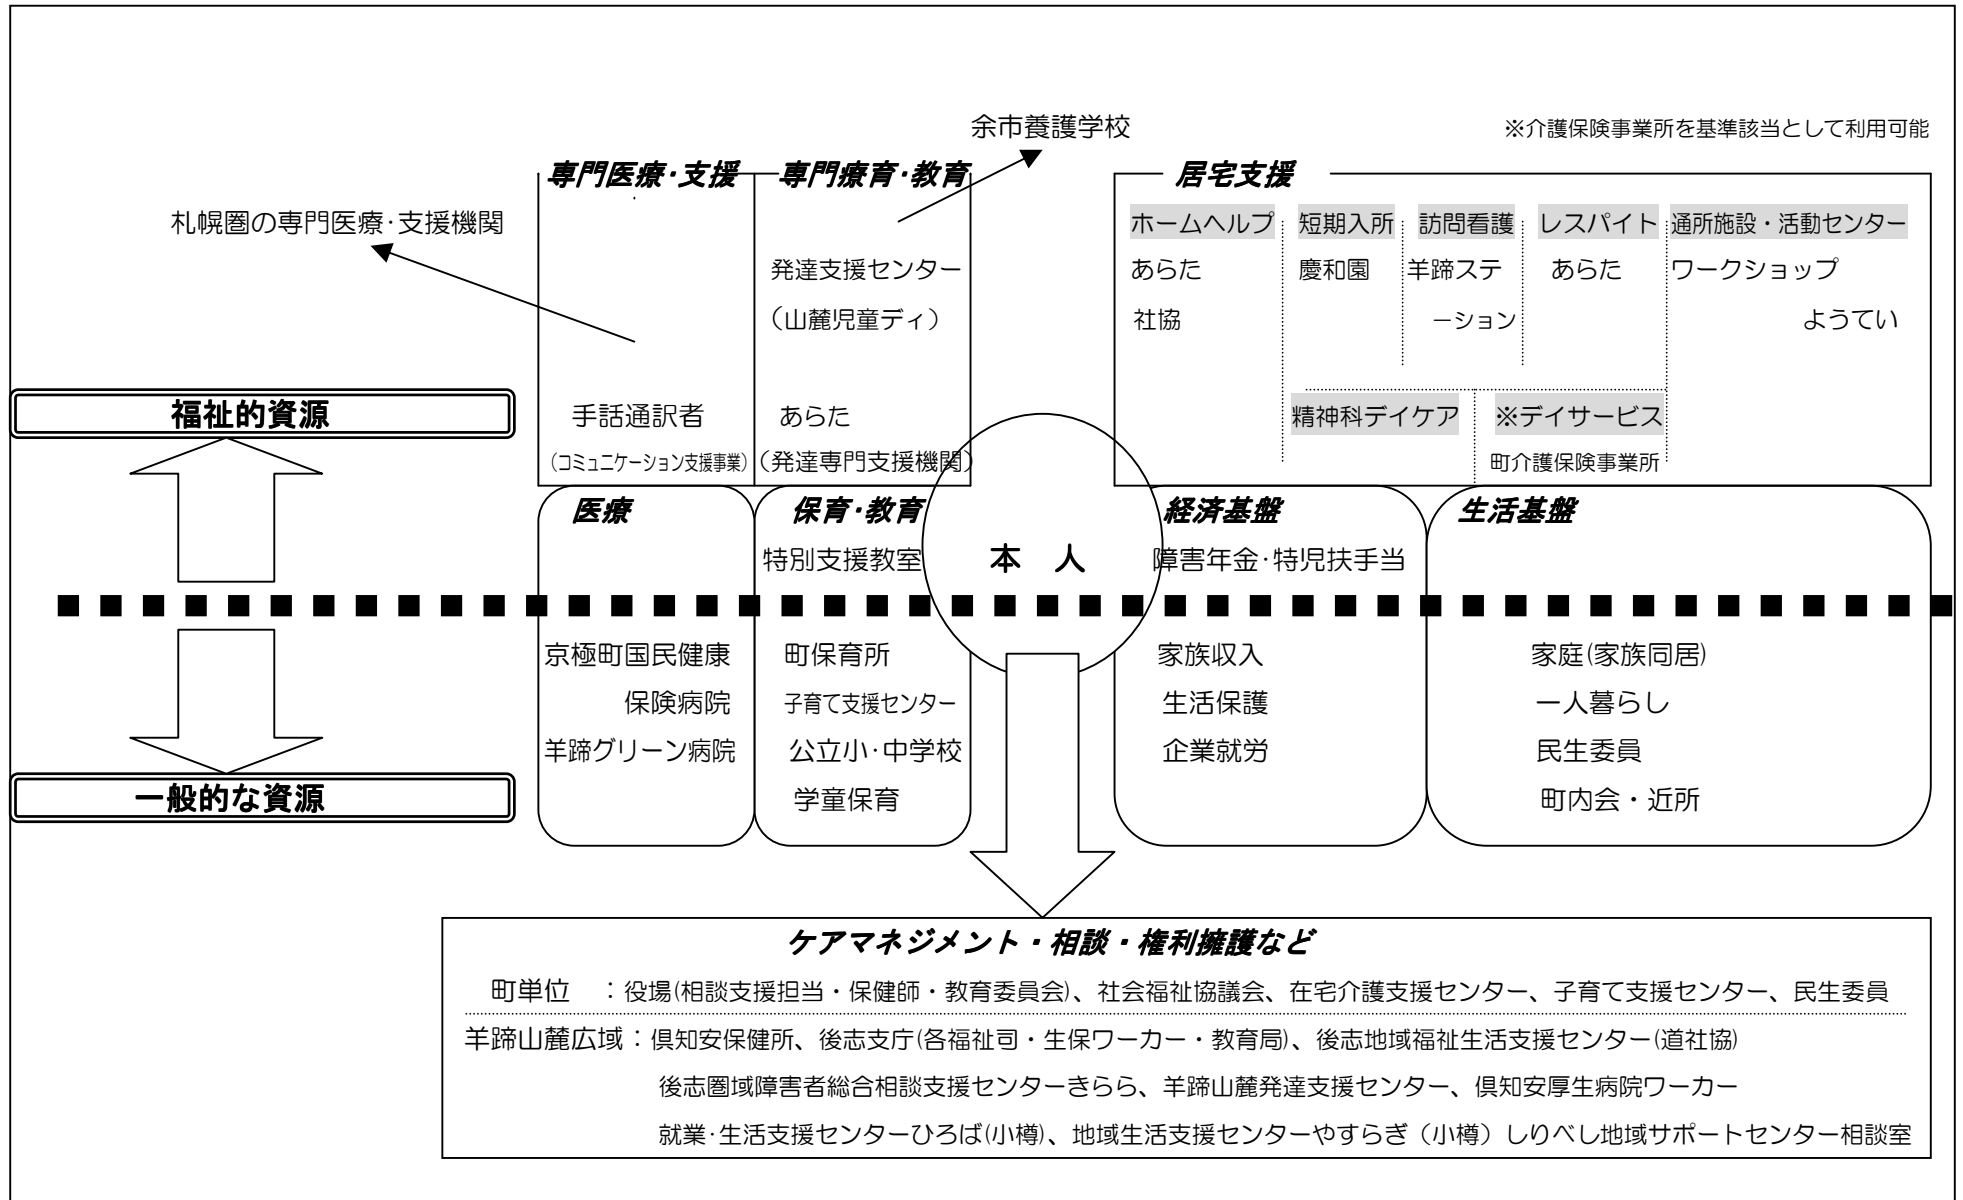 余市養護学校
※介護保険事業所を基準該当として利用可能
専門医療･支援
専門療育･教育
居宅支援
札幌圏の専門医療･支援機関
ホームヘルプ
短期入所
訪問看護
レスパイト
通所施設・活動センター
発達支援センター
(山麓児童ディ)
あらた
社協
慶和園
羊蹄ステ
ーション
あらた
ワークショップ
ようてい
福祉的資源
手話通訳者
(コミュニケーション支援事業)
あらた
(発達専門支援機関)
精神科デイケア
※デイサービス
町介護保険事業所
医療
保育･教育
経済基盤
生活基盤
特別支援教室
本 人
障害年金･特児扶手当
京極町国民健康
保険病院
羊蹄グリーン病院
町保育所
子育て支援センター
公立小･中学校
学童保育
家族収入
生活保護
企業就労
家庭(家族同居)
一人暮らし
民生委員
町内会・近所
一般的な資源
ケアマネジメント・相談・権利擁護など
町単位 ：役場(相談支援担当・保健師・教育委員会)、社会福祉協議会、在宅介護支援センター、子育て支援センター、民生委員
羊蹄山麓広域：倶知安保健所、後志支庁(各福祉司・生保ワーカー・教育局)、後志地域福祉生活支援センター(道社協)
後志圏域障害者総合相談支援センターきらら、羊蹄山麓発達支援センター、倶知安厚生病院ワーカー
就業･生活支援センターひろば(小樽)、地域生活支援センターやすらぎ（小樽）しりべし地域サポートセンター相談室